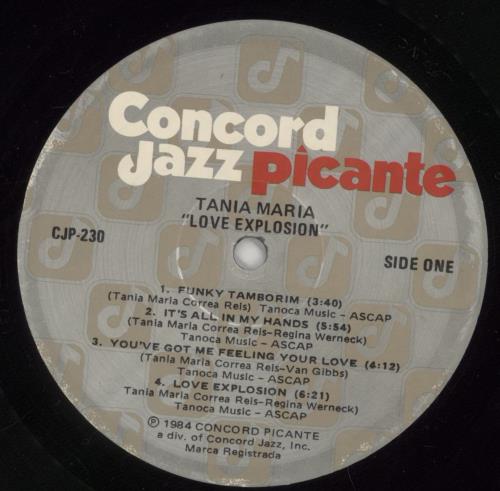 Concord
Jazz picante
TANIA MARIA
"LOVE EXPLOSION"
CJP-230
SIDE ONE
1. FUNKY TAMBORIM (3:40)
(Tania Maria Correa Reis) Tanoca Music – ASCAP
2. IT'S ALL IN MY HANDS (5:54)
(Tania Maria Correa Reis–Regina Werneck)
Tanoca Music – ASCAP
3. YOU'VE GOT ME FEELING YOUR LOVE (4:12)
(Tania Maria Correa Reis–Van Gibbs)
Tanoca Music – ASCAP
4. LOVE EXPLOSION (6:21)
(Tania Maria Correa Reis–Regina Werneck)
Tanoca Music – ASCAP
℗ 1984 CONCORD PICANTE
a div. of Concord Jazz, Inc.
Marca Registrada